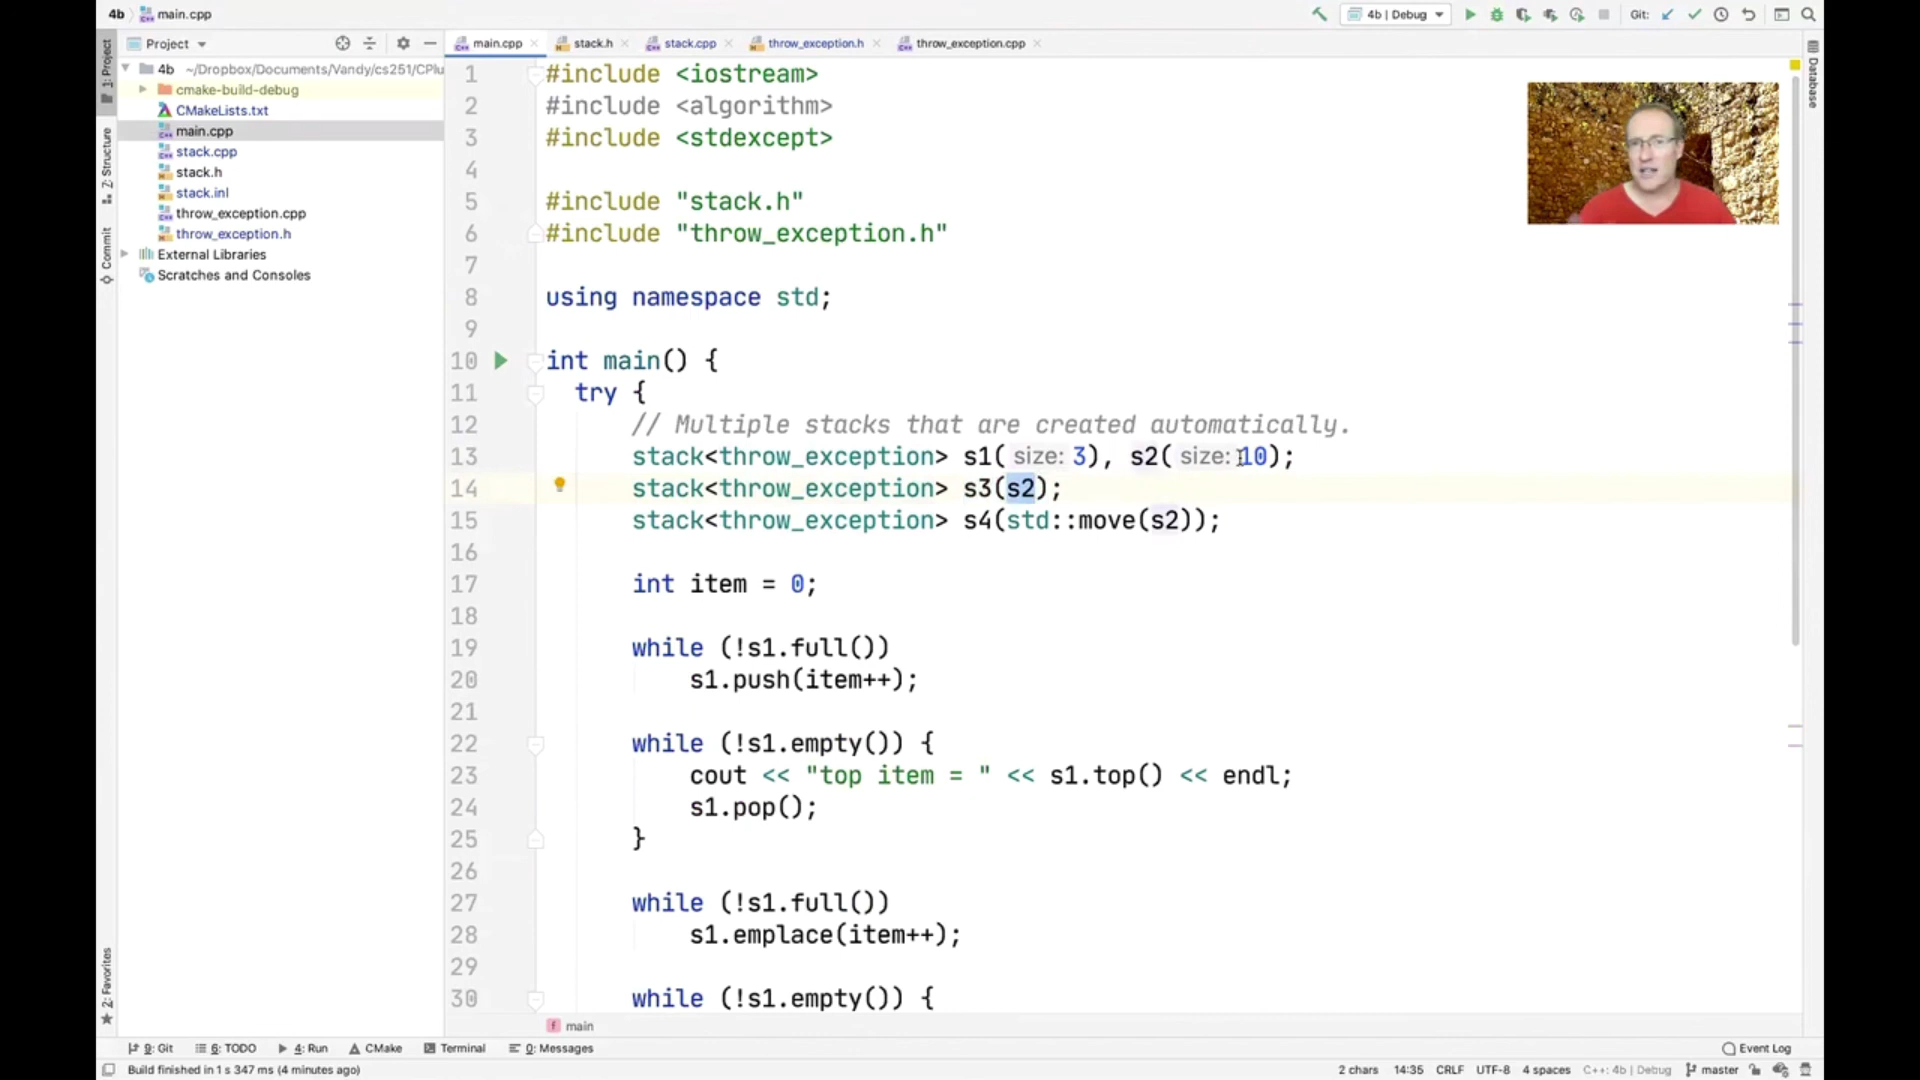 4b main.cpp 4b | Debug Git:
Project main.cpp stack.h stack.cpp throw_exception.h throw_exception.cpp
1: Project
Z: Structure
Commit
2: Favorites
Database
4b ~/Dropbox/Documents/Vandy/cs251/CPlu
cmake-build-debug
CMakeLists.txt
main.cpp
stack.cpp
stack.h
stack.inl
throw_exception.cpp
throw_exception.h
External Libraries
Scratches and Consoles
1 #include <iostream>
2 #include <algorithm>
3 #include <stdexcept>
4
5 #include "stack.h"
6 #include "throw_exception.h"
7
8 using namespace std;
9
10 int main() {
11 try {
12 // Multiple stacks that are created automatically.
13 stack<throw_exception> s1( size: 3), s2( size: 10);
14 stack<throw_exception> s3(s2);
15 stack<throw_exception> s4(std::move(s2));
16
17 int item = 0;
18
19 while (!s1.full())
20 s1.push(item++);
21
22 while (!s1.empty()) {
23 cout << "top item = " << s1.top() << endl;
24 s1.pop();
25 }
26
27 while (!s1.full())
28 s1.emplace(item++);
29
30 while (!s1.empty()) {
main
9: Git 6: TODO 4: Run CMake Terminal 0: Messages Event Log
Build finished in 1 s 347 ms (4 minutes ago) 2 chars 14:35 CRLF UTF-8 4 spaces C++: 4b | Debug master